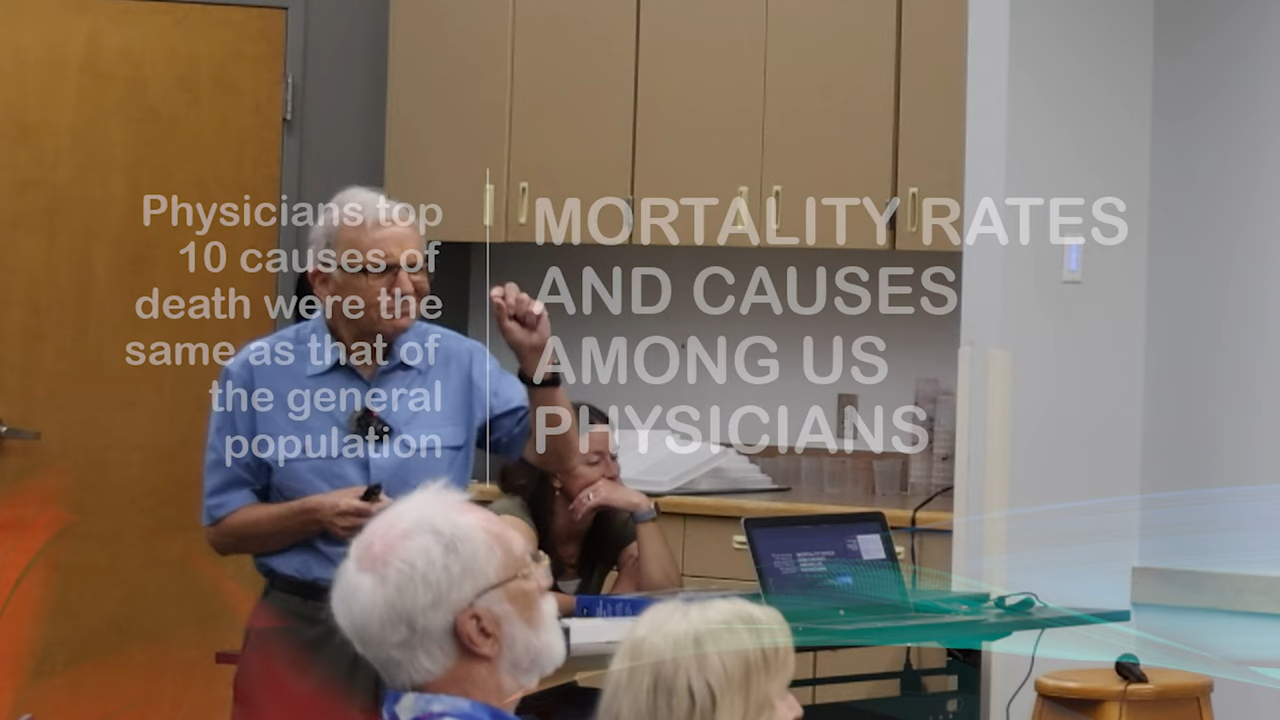 Physicians top
10 causes of
death were the
same as that of
the general
population
MORTALITY RATES
AND CAUSES
AMONG US
PHYSICIANS